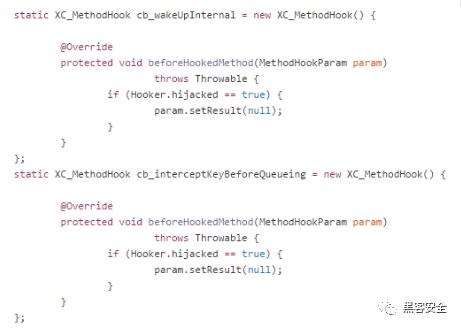 static XC_MethodHook cb_wakeUpInternal = new XC_MethodHook() {
@Override
protected void beforeHookedMethod(MethodHookParam param)
throws Throwable {
if (Hooker.hijacked == true) {
param.setResult(null);
}
}
};
static XC_MethodHook cb_interceptKeyBeforeQueueing = new XC_MethodHook() {
@Override
protected void beforeHookedMethod(MethodHookParam param)
throws Throwable {
if (Hooker.hijacked == true) {
param.setResult(null);
}
}
};
黑客安全